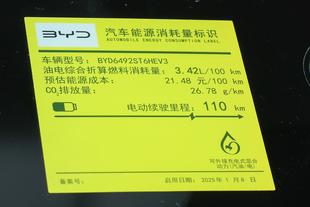 BYD
汽车能源消耗量标识
AUTOMOBILE ENERGY CONSUMPTION LABEL
车辆型号:BYD6492ST6HEV3
油电综合折算燃料消耗量: 3.42L/100 km
预估能源成本: 21.48 元/100 km
CO2排放量: 26.78 g/km
电动续驶里程: 110 km
可外接充电式混合
动力(汽油/电)
备案号:
启用日期: 2025年 1月 8日